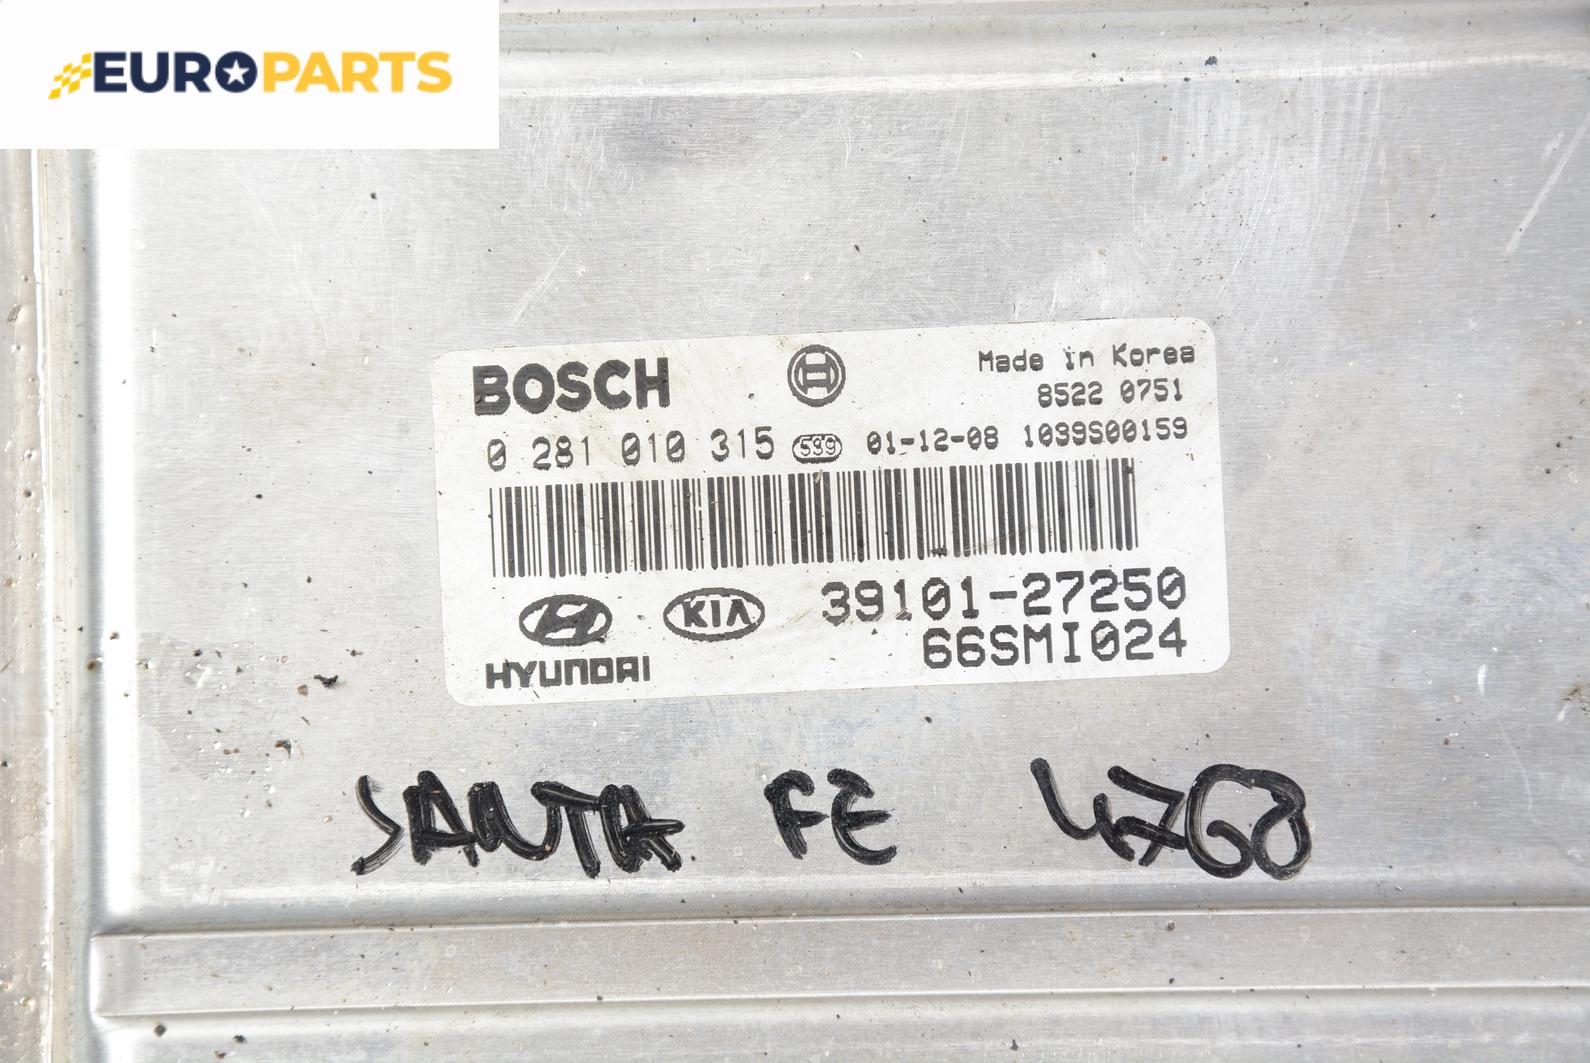 EUROPARTS
BOSCH
Made in Korea
8522 0751
0 281 010 315 599 01-12-08 1039S00159
39101-27250
KIA
66SMI024
HYUNDAI
SANTA FE 4768